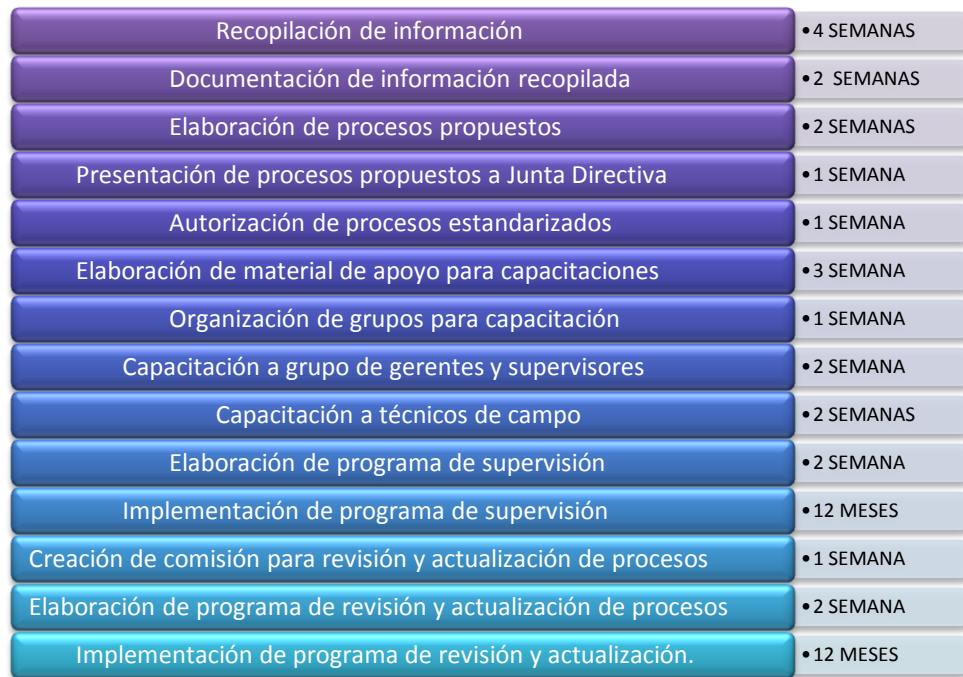 Recopilación de información
• 4 SEMANAS
Documentación de información recopilada
• 2 SEMANAS
Elaboración de procesos propuestos
• 2 SEMANAS
Presentación de procesos propuestos a Junta Directiva
• 1 SEMANA
Autorización de procesos estandarizados
• 1 SEMANA
Elaboración de material de apoyo para capacitaciones
• 3 SEMANA
Organización de grupos para capacitación
• 1 SEMANA
Capacitación a grupo de gerentes y supervisores
• 2 SEMANA
Capacitación a técnicos de campo
• 2 SEMANAS
Elaboración de programa de supervisión
• 2 SEMANA
Implementación de programa de supervisión
• 12 MESES
Creación de comisión para revisión y actualización de procesos
• 1 SEMANA
Elaboración de programa de revisión y actualización de procesos
• 2 SEMANA
Implementación de programa de revisión y actualización.
• 12 MESES